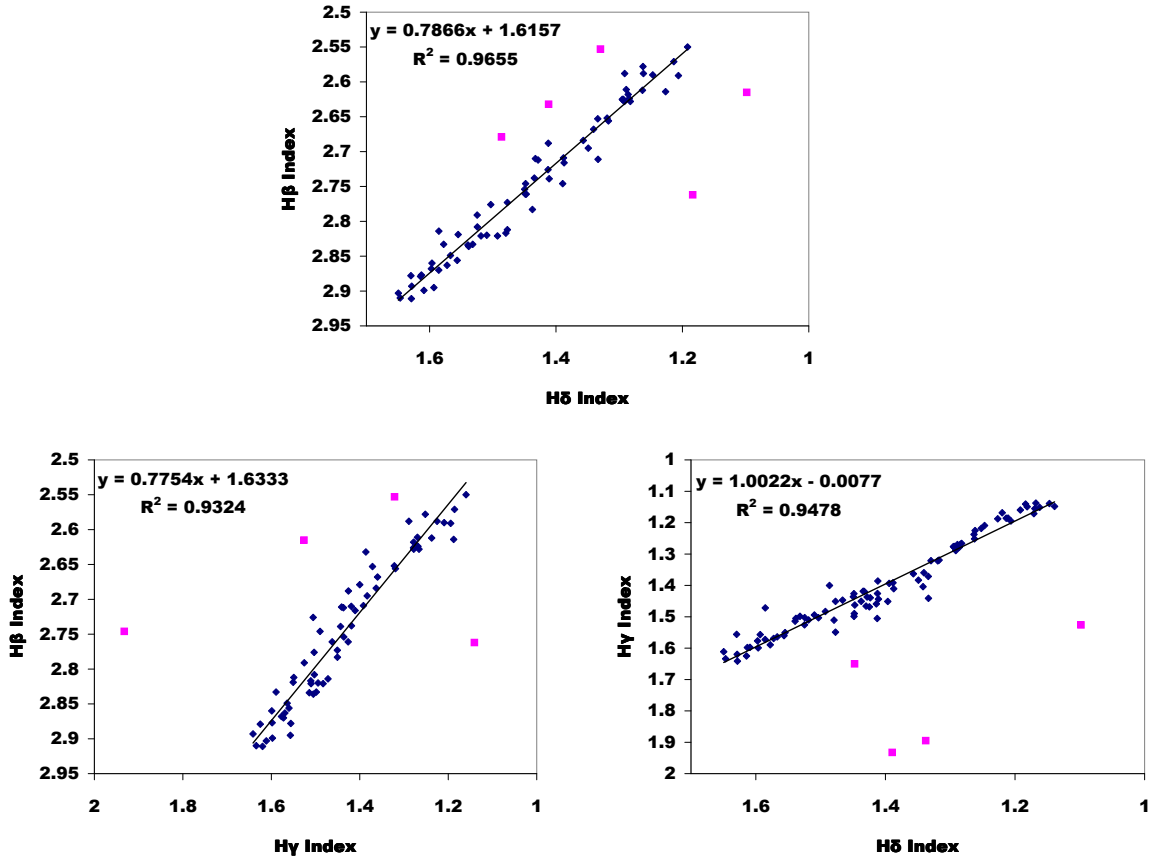 y = 0.7866x + 1.6157
R² = 0.9655
2.5
2.55
2.6
2.65
2.7
2.75
2.8
2.85
2.9
2.95
Hβ Index
1.6 1.4 1.2 1
Hδ Index
y = 0.7754x + 1.6333
R² = 0.9324
2.5
2.55
2.6
2.65
2.7
2.75
2.8
2.85
2.9
2.95
Hβ Index
2 1.8 1.6 1.4 1.2 1
Hγ Index
y = 1.0022x - 0.0077
R² = 0.9478
1
1.1
1.2
1.3
1.4
1.5
1.6
1.7
1.8
1.9
2
Hγ Index
1.6 1.4 1.2 1
Hδ Index